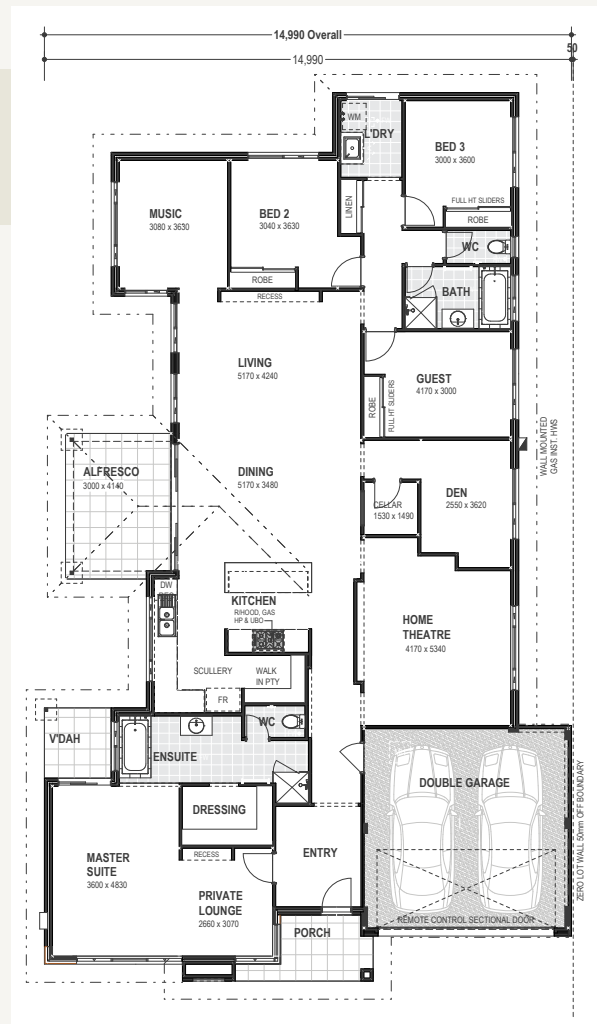 14,990 Overall
50
14,990
WM
L'DRY
BED 3
3000 x 3600
FULL HT SLIDERS
ROBE
LINEN
MUSIC
3080 x 3630
BED 2
3040 x 3630
ROBE
RECESS
WC
BATH
LIVING
5170 x 4240
GUEST
4170 x 3000
ROBE
FULL HT SLIDERS
WALL MOUNTED
GAS INST. HWS
ALFRESCO
3000 x 4140
DINING
5170 x 3480
CELLAR
1530 x 1490
DEN
2550 x 3620
DW
KITCHEN
R/HOOD, GAS
HP & UBO
HOME
THEATRE
4170 x 5340
SCULLERY
WALK
IN PTY
FR
WC
V'DAH
ENSUITE
DOUBLE GARAGE
DRESSING
RECESS
ENTRY
MASTER
SUITE
3600 x 4830
PRIVATE
LOUNGE
2660 x 3070
PORCH
REMOTE CONTROL SECTIONAL DOOR
ZERO LOT WALL 50mm OFF BOUNDARY